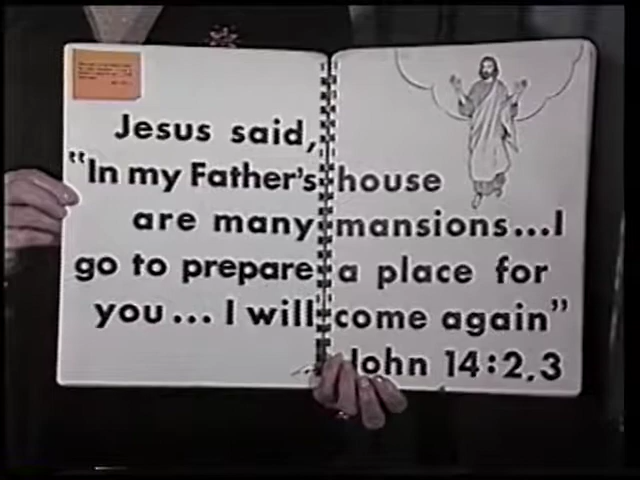 Jesus said,
"In my Father's house
are many mansions...I
go to prepare a place for
you... I will come again"
John 14:2,3